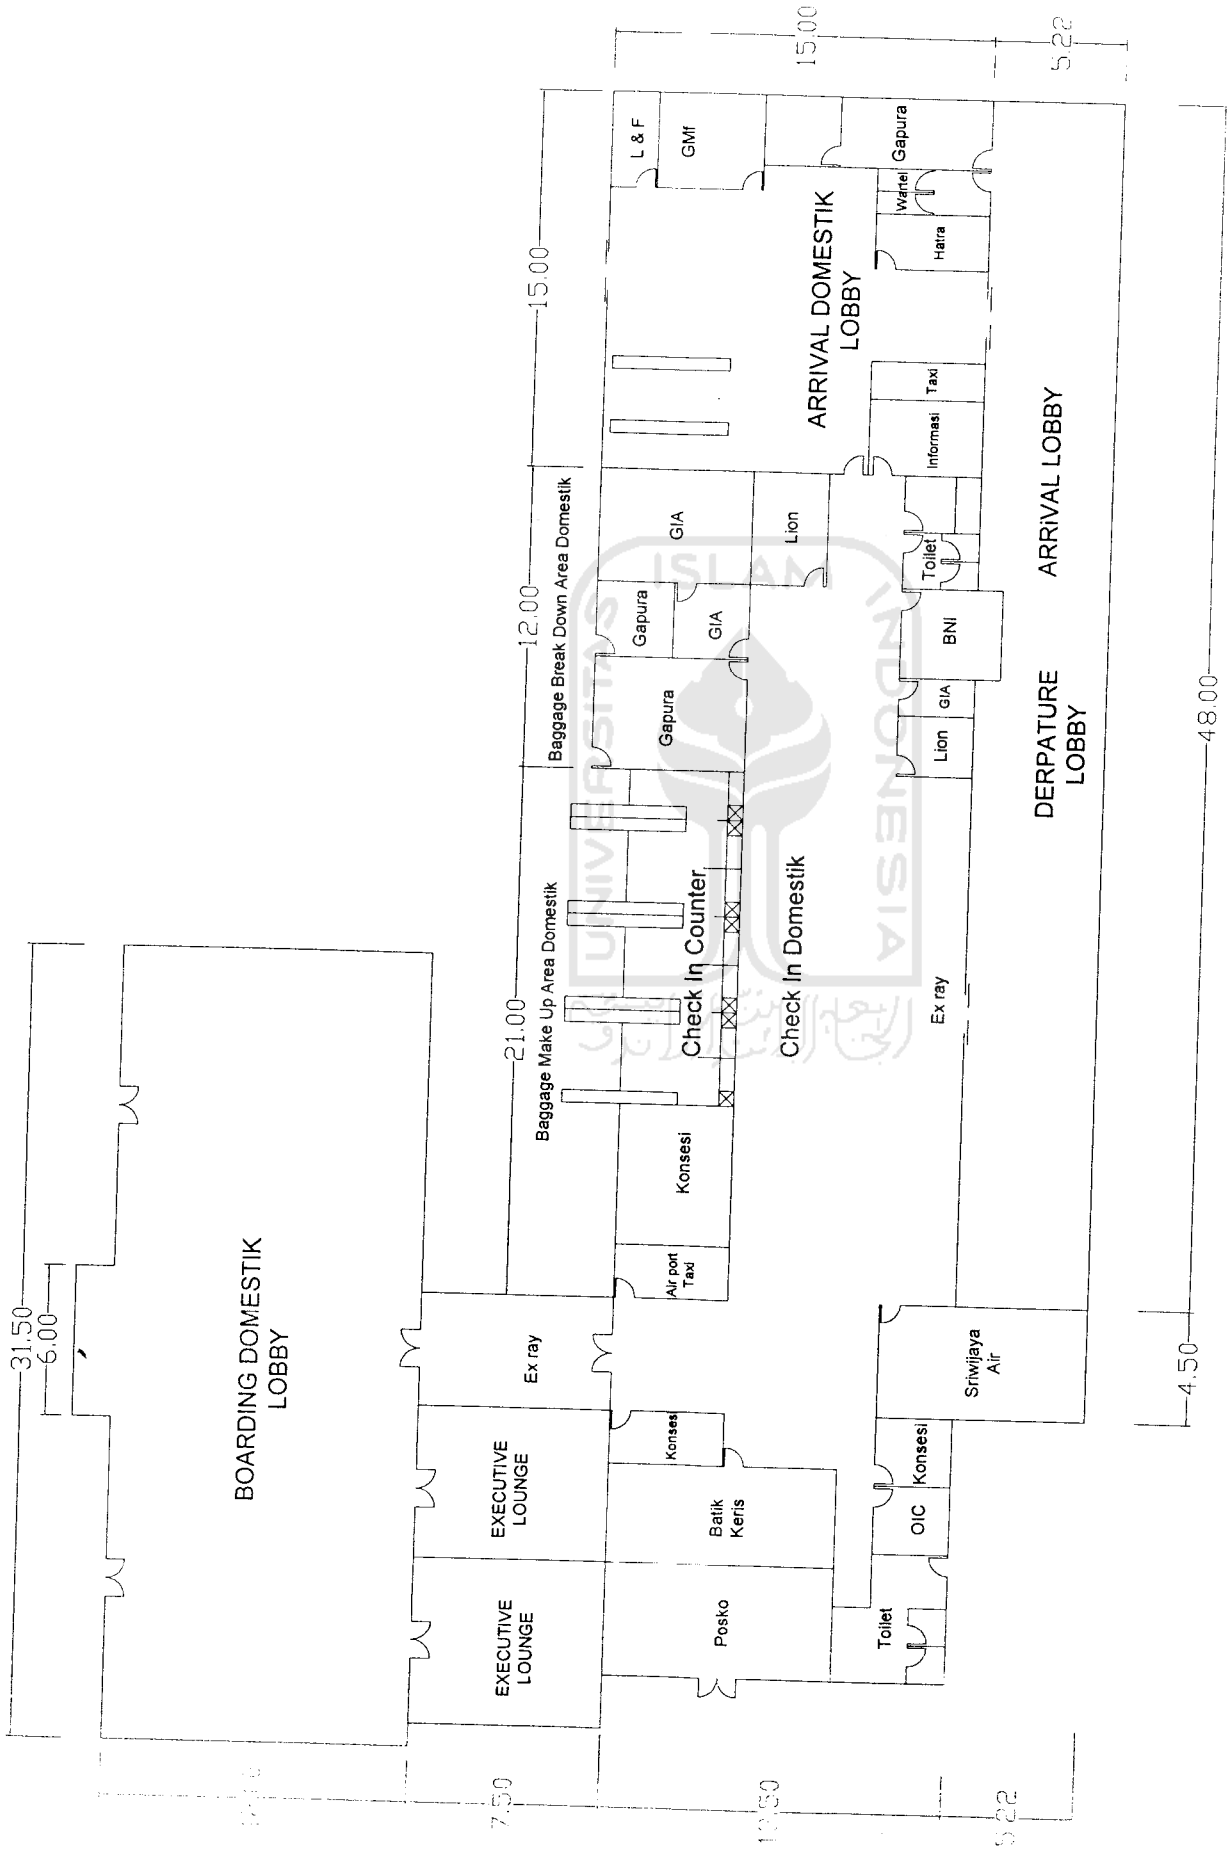 31.50
6.00
BOARDING DOMESTIK
LOBBY
EXECUTIVE
LOUNGE
EXECUTIVE
LOUNGE
Ex ray
7.50
5.22
21.00
12.00
15.00
Baggage Make Up Area Domestik
Baggage Break Down Area Domestik
15.00
5.22
Posko
Batik
Keris
Konsesi
Air port
Taxi
Konsesi
Check In Counter
Check In Domestik
Gapura
Gapura
GIA
GIA
Lion
L & F
GMf
ARRIVAL DOMESTIK
LOBBY
Toilet
OIC
Konsesi
Sriwijaya
Air
Ex ray
Lion
GIA
BNI
Toilet
Informasi
Taxi
Hatra
Wartel
Gapura
DERPATURE
LOBBY
ARRiVAL LOBBY
4.50
48.00
UNIVERSITAS
ISLAM
INDONESIA